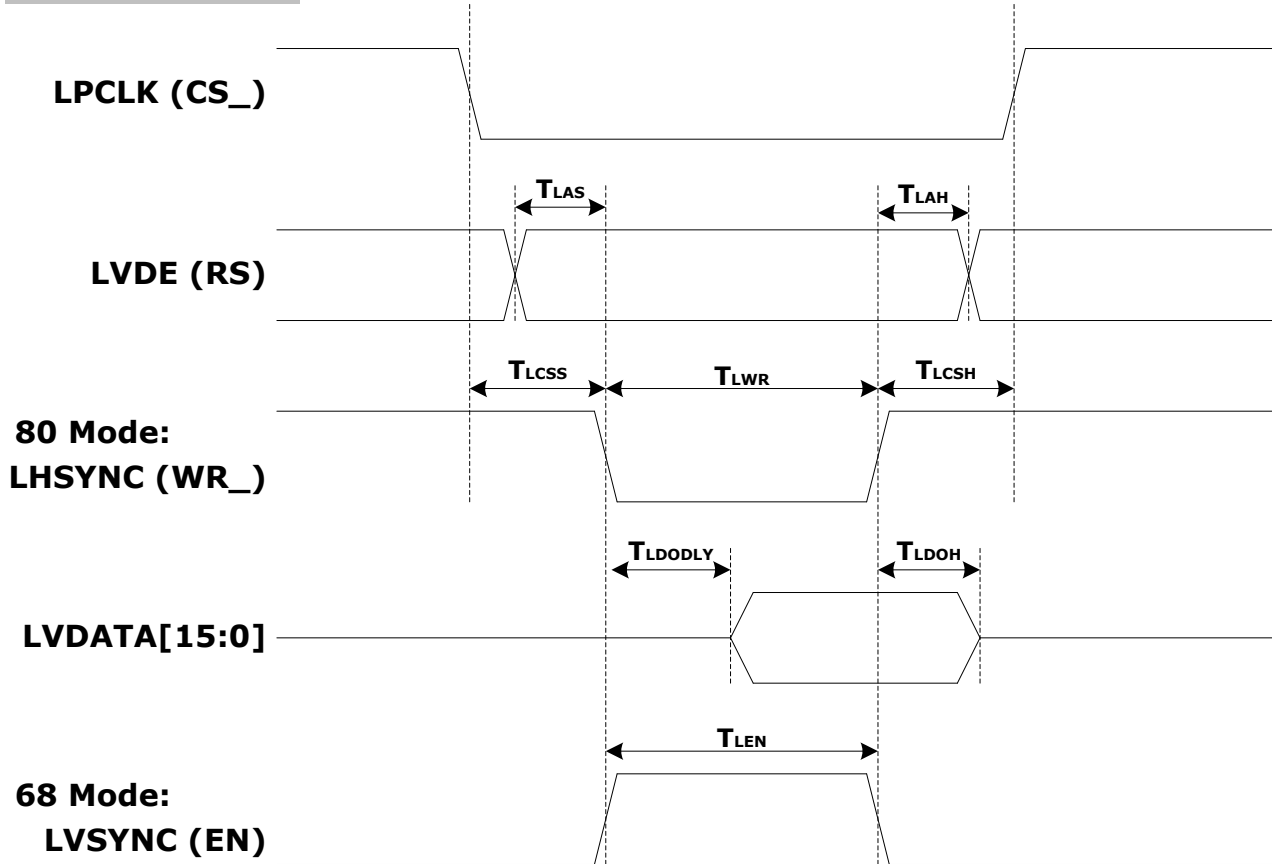 LPCLK (CS_)
TLAS
TLAH
LVDE (RS)
TLCSS
TLWR
TLCSH
80 Mode:
LHSYNC (WR_)
TLDODLY
TLDOH
LVDATA[15:0]
TLEN
68 Mode:
LVSYNC (EN)